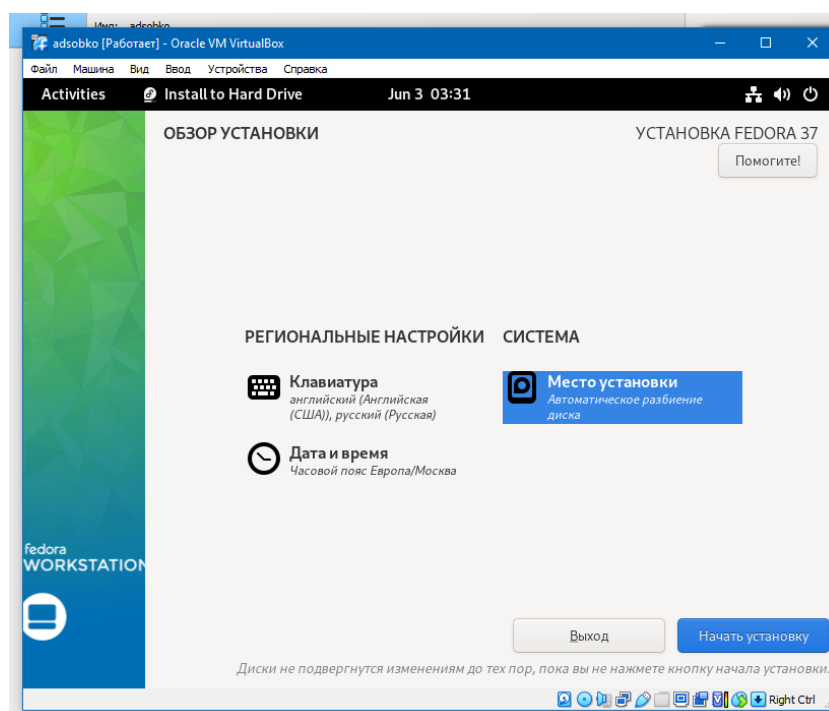 Имя: adsobko
adsobko [Работает] - Oracle VM VirtualBox
Файл Машина Вид Ввод Устройства Справка
Activities Install to Hard Drive Jun 3 03:31
ОБЗОР УСТАНОВКИ
УСТАНОВКА FEDORA 37
Помогите!
РЕГИОНАЛЬНЫЕ НАСТРОЙКИ
Клавиатура
английский (Английская
(США)), русский (Русская)
Дата и время
Часовой пояс Европа/Москва
СИСТЕМА
Место установки
Автоматическое разбиение
диска
fedora
WORKSTATION
Выход
Начать установку
Диски не подвергнутся изменениям до тех пор, пока вы не нажмете кнопку начала установки.
Right Ctrl